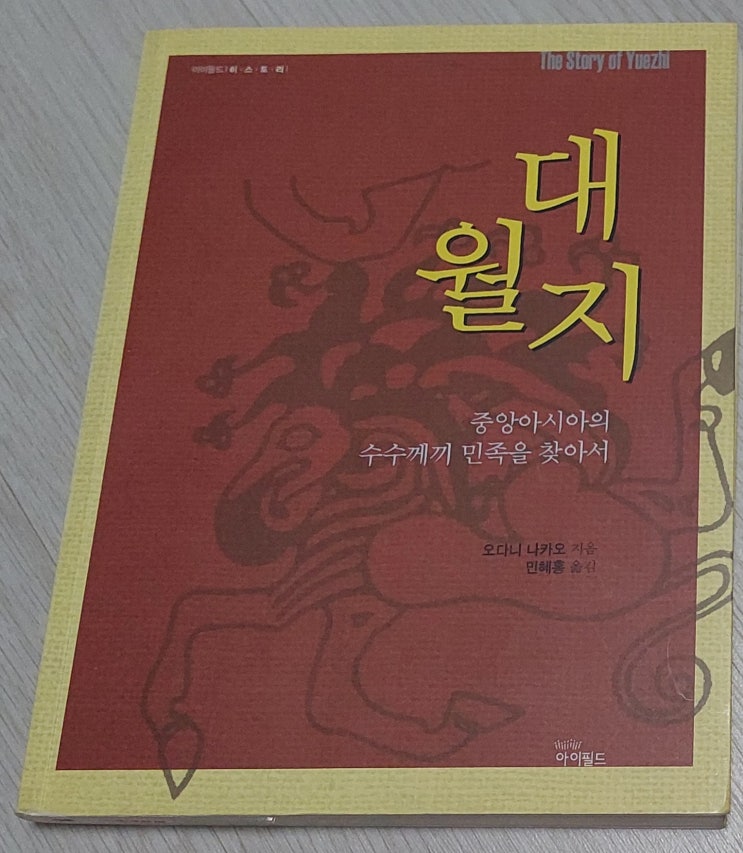 아이필드 히·스·토·리
The Story of Yuezhi
대
월지
중앙아시아의
수수께끼 민족을 찾아서
오다니 나카오 지음
민혜홍 옮김
아이필드